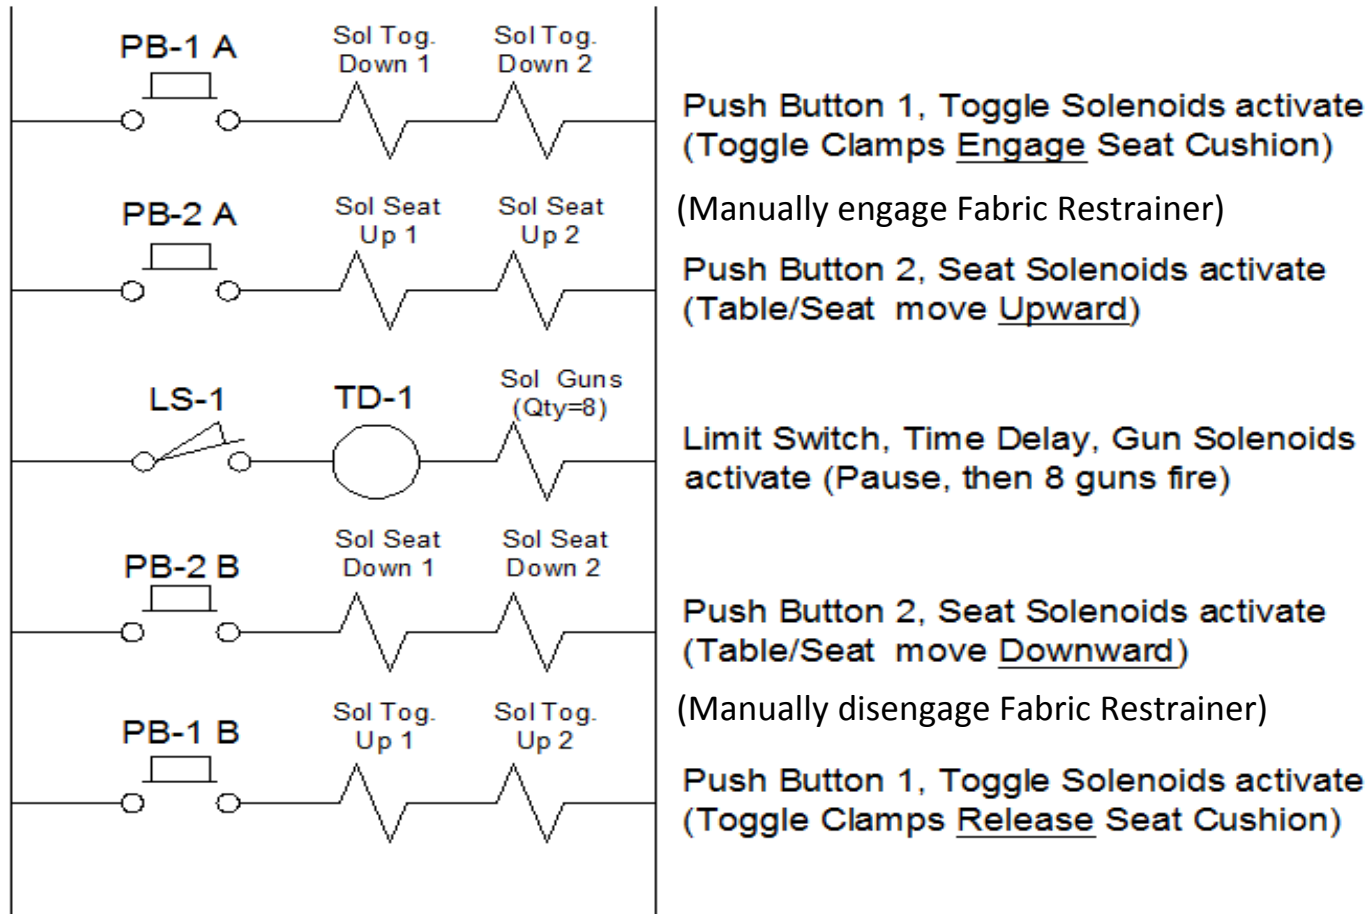 PB-1 A
Sol Tog.
Down 1
Sol Tog.
Down 2
Push Button 1, Toggle Solenoids activate
(Toggle Clamps Engage Seat Cushion)
PB-2 A
Sol Seat
Up 1
Sol Seat
Up 2
(Manually engage Fabric Restrainer)
Push Button 2, Seat Solenoids activate
(Table/Seat move Upward)
LS-1
TD-1
Sol Guns
(Qty=8)
Limit Switch, Time Delay, Gun Solenoids
activate (Pause, then 8 guns fire)
PB-2 B
Sol Seat
Down 1
Sol Seat
Down 2
Push Button 2, Seat Solenoids activate
(Table/Seat move Downward)
PB-1 B
Sol Tog.
Up 1
Sol Tog.
Up 2
(Manually disengage Fabric Restrainer)
Push Button 1, Toggle Solenoids activate
(Toggle Clamps Release Seat Cushion)